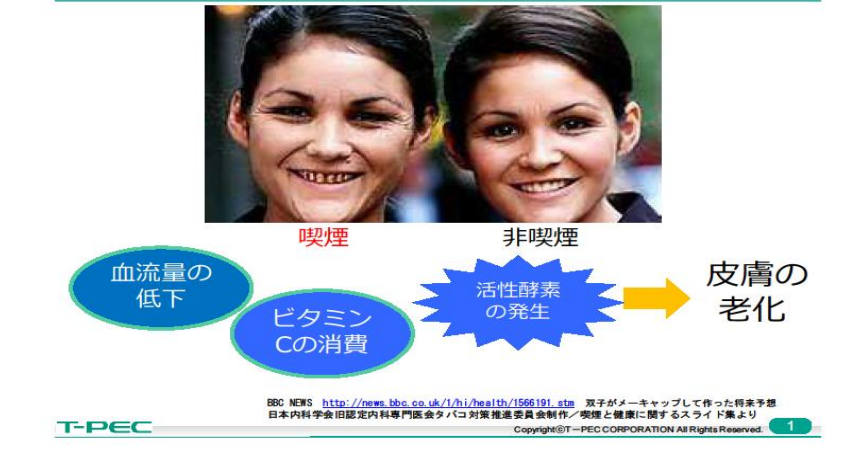 喫煙
非喫煙
血流量の
低下
ビタミン
Cの消費
活性酵素
の発生
皮膚の
老化
BBC NEWS http://news.bbc.co.uk/1/hi/health/1566191.stm 双子がメーキャップして作った将来予想
日本内科学会旧認定内科専門医会タバコ対策推進委員会制作／喫煙と健康に関するスライド集より
T-PEC
Copyright©T－PEC CORPORATION All Rights Reserved.
1